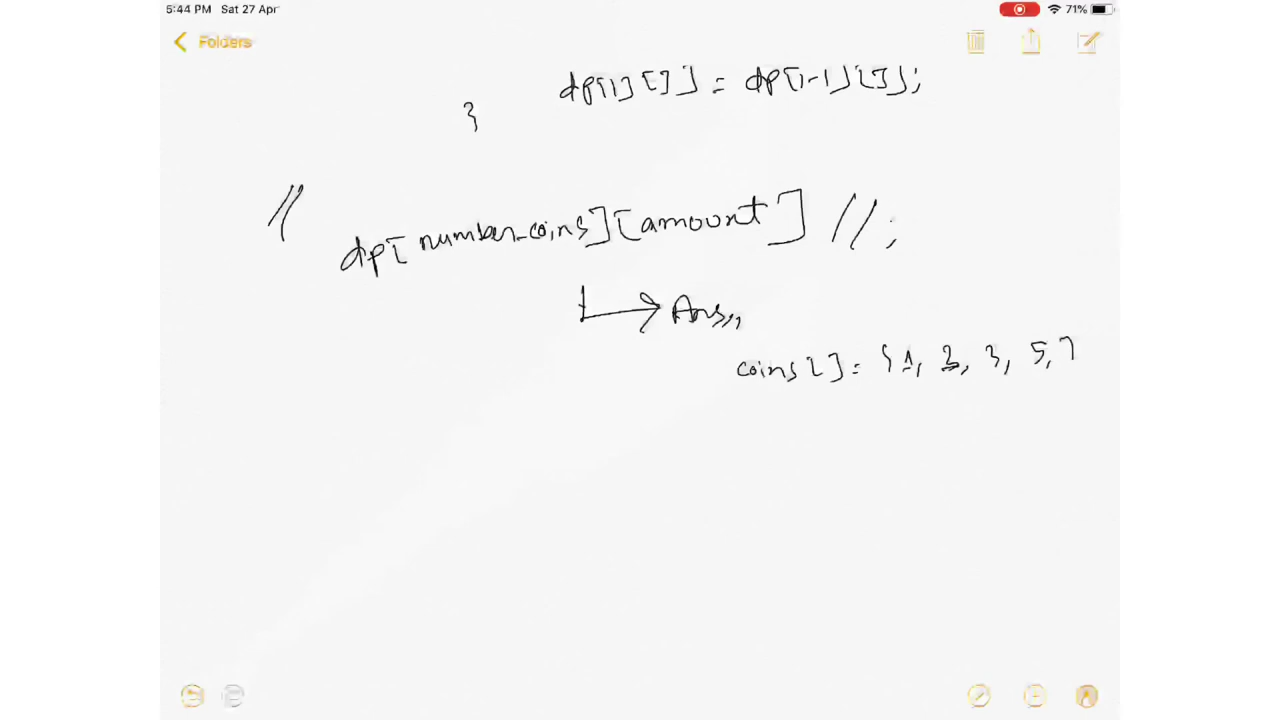 5:44 PM Sat 27 Apr
71%
Folders
dp[i][j] = dp[i-1][j];
}
//
dp[number_coins][amount] // ;
Ans,,
coins[] = { 1, 2, 3, 5, 7